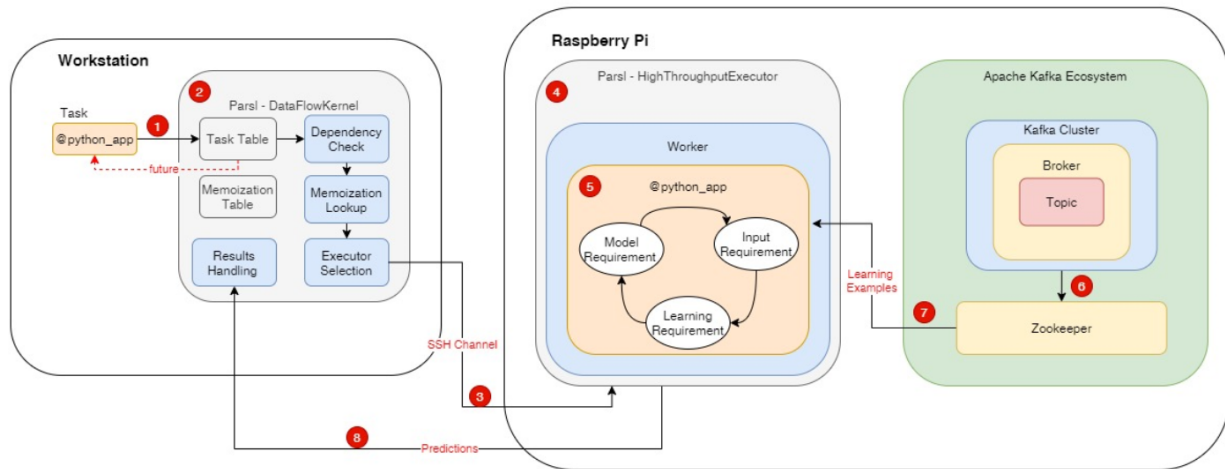 Workstation
Task
@python_app
1
future
2
Parsl - DataFlowKernel
Task Table
Dependency
Check
Memoization
Table
Memoization
Lookup
Results
Handling
Executor
Selection
SSH Channel
3
Raspberry Pi
4
Parsl - HighThroughputExecutor
Worker
5
@python_app
Model
Requirement
Input
Requirement
Learning
Requirement
Learning
Examples
Apache Kafka Ecosystem
Kafka Cluster
Broker
Topic
6
Zookeeper
7
8
Predictions